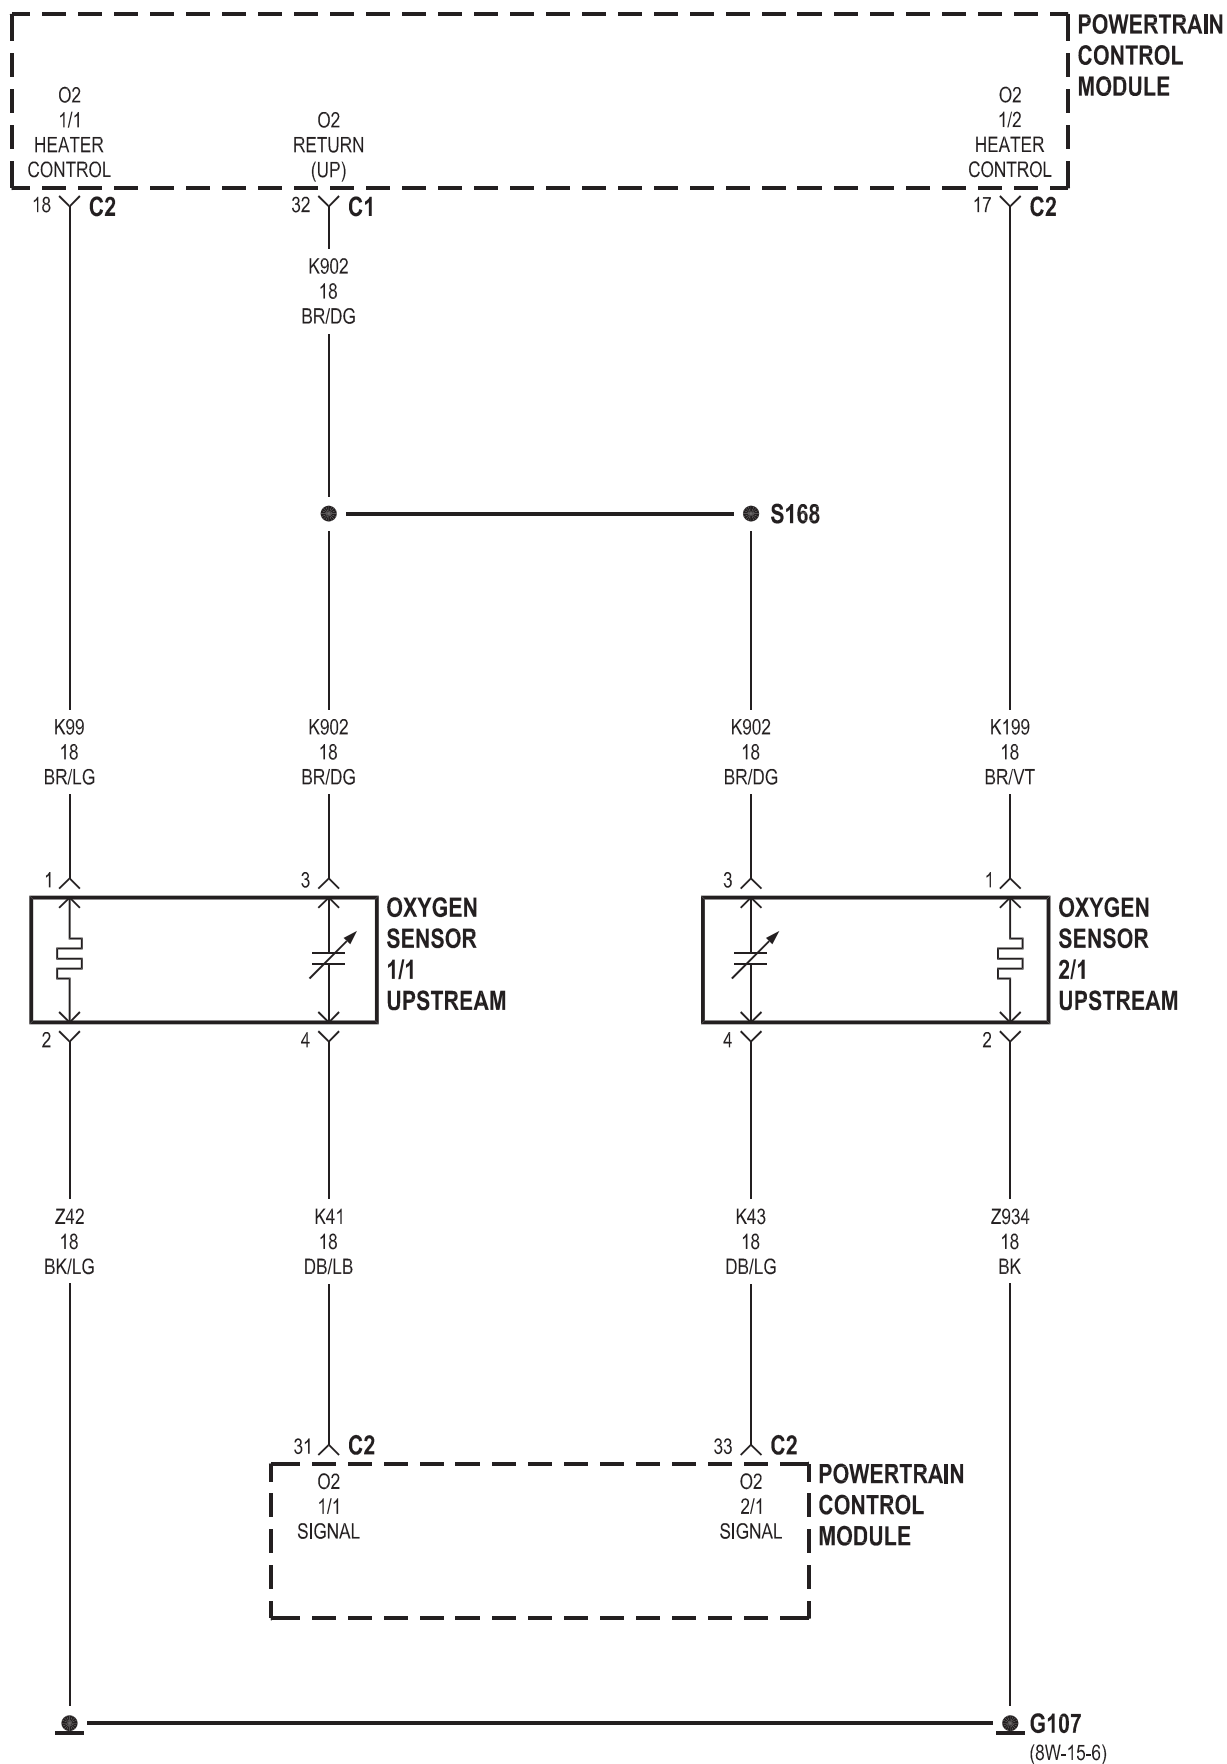 POWERTRAIN
CONTROL
MODULE
O2
1/1
HEATER
CONTROL
O2
RETURN
(UP)
O2
1/2
HEATER
CONTROL
18 C2
32 C1
17 C2
K902
18
BR/DG
S168
K99
18
BR/LG
K902
18
BR/DG
K902
18
BR/DG
K199
18
BR/VT
1
3
3
1
OXYGEN
SENSOR
1/1
UPSTREAM
OXYGEN
SENSOR
2/1
UPSTREAM
2
4
4
2
Z42
18
BK/LG
K41
18
DB/LB
K43
18
DB/LG
Z934
18
BK
31 C2
33 C2
O2
1/1
SIGNAL
O2
2/1
SIGNAL
POWERTRAIN
CONTROL
MODULE
G107
(8W-15-6)